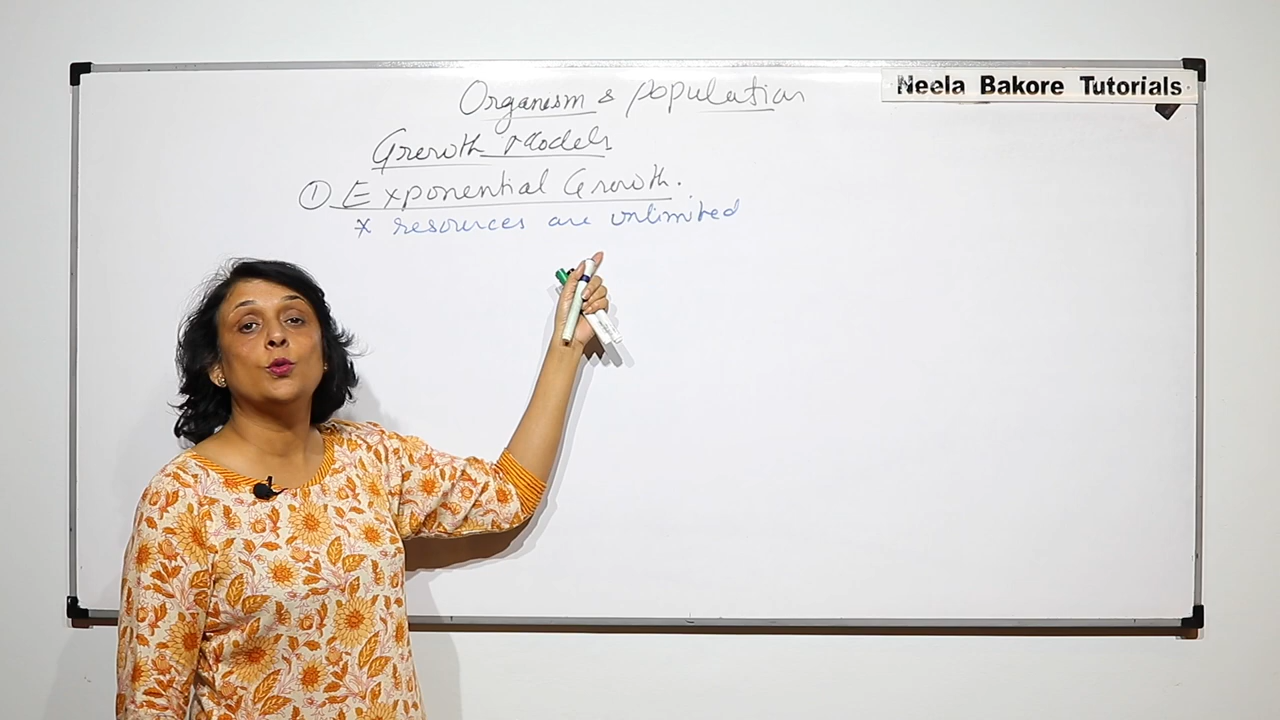 Neela Bakore Tutorials
Organism & population
Growth Models
① Exponential Growth.
* resources are unlimited